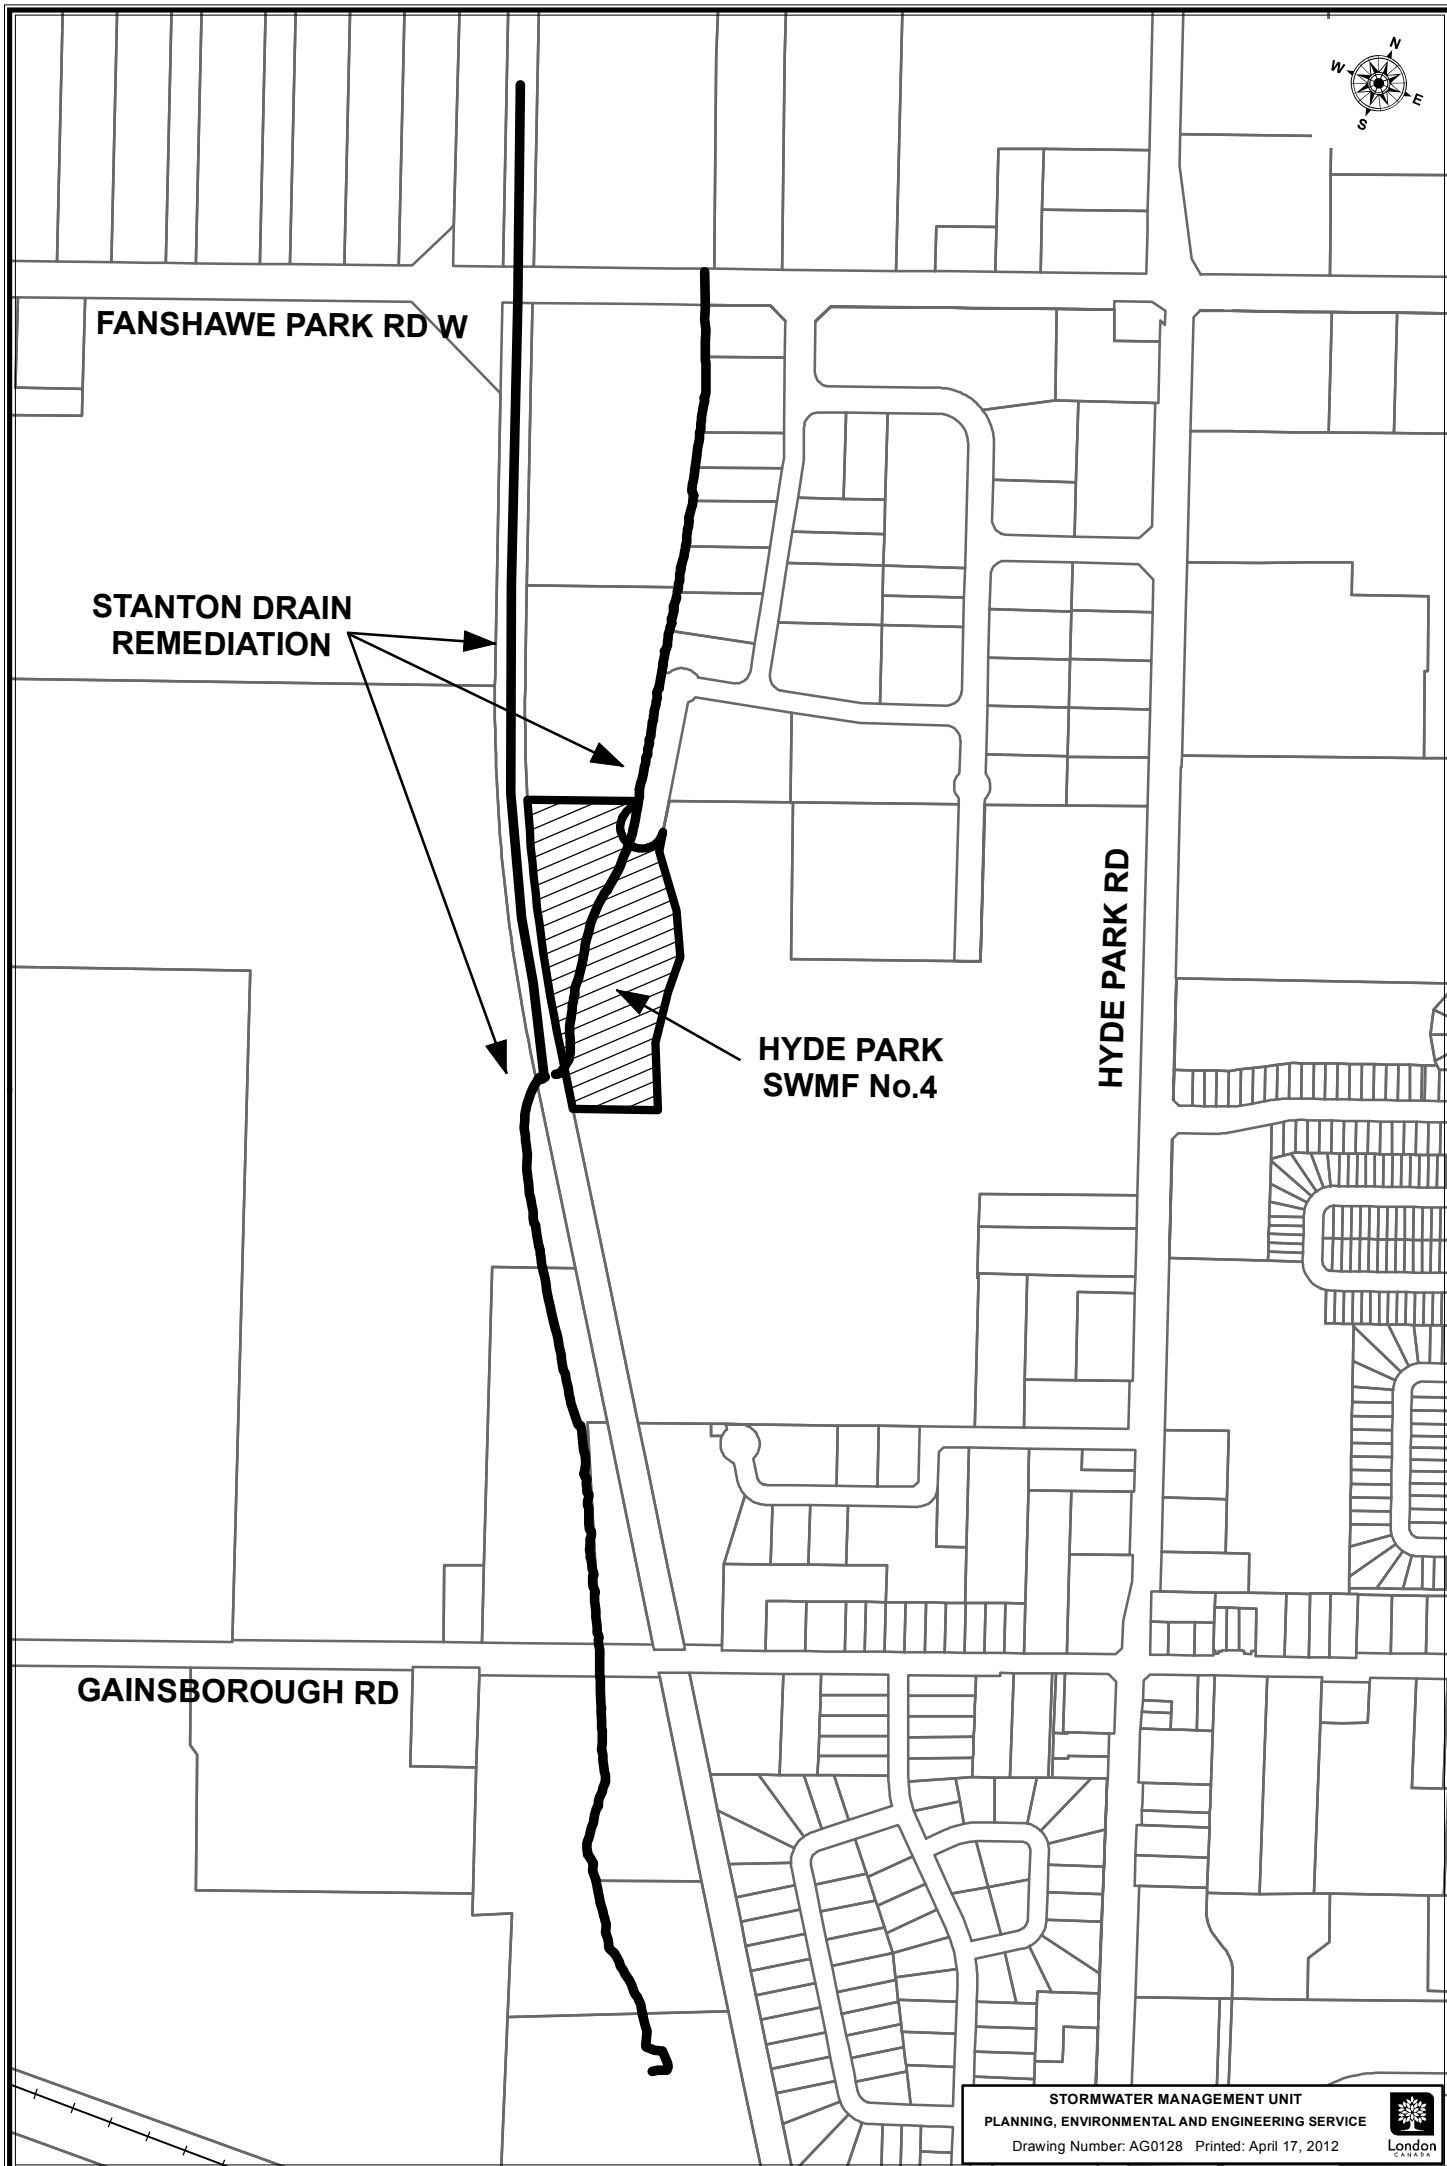 N
W
E
S
FANSHAWE PARK RD W
STANTON DRAIN
REMEDIATION
HYDE PARK RD
HYDE PARK
SWMF No.4
GAINSBOROUGH RD
STORMWATER MANAGEMENT UNIT
PLANNING, ENVIRONMENTAL AND ENGINEERING SERVICE
Drawing Number: AG0128 Printed: April 17, 2012
London
CANADA